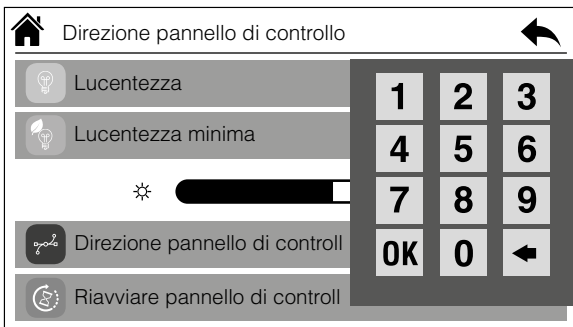 Direzione pannello di controllo
Lucentezza
Lucentezza minima
Direzione pannello di controll
Riavviare pannello di controll
1 2 3
4 5 6
7 8 9
OK 0